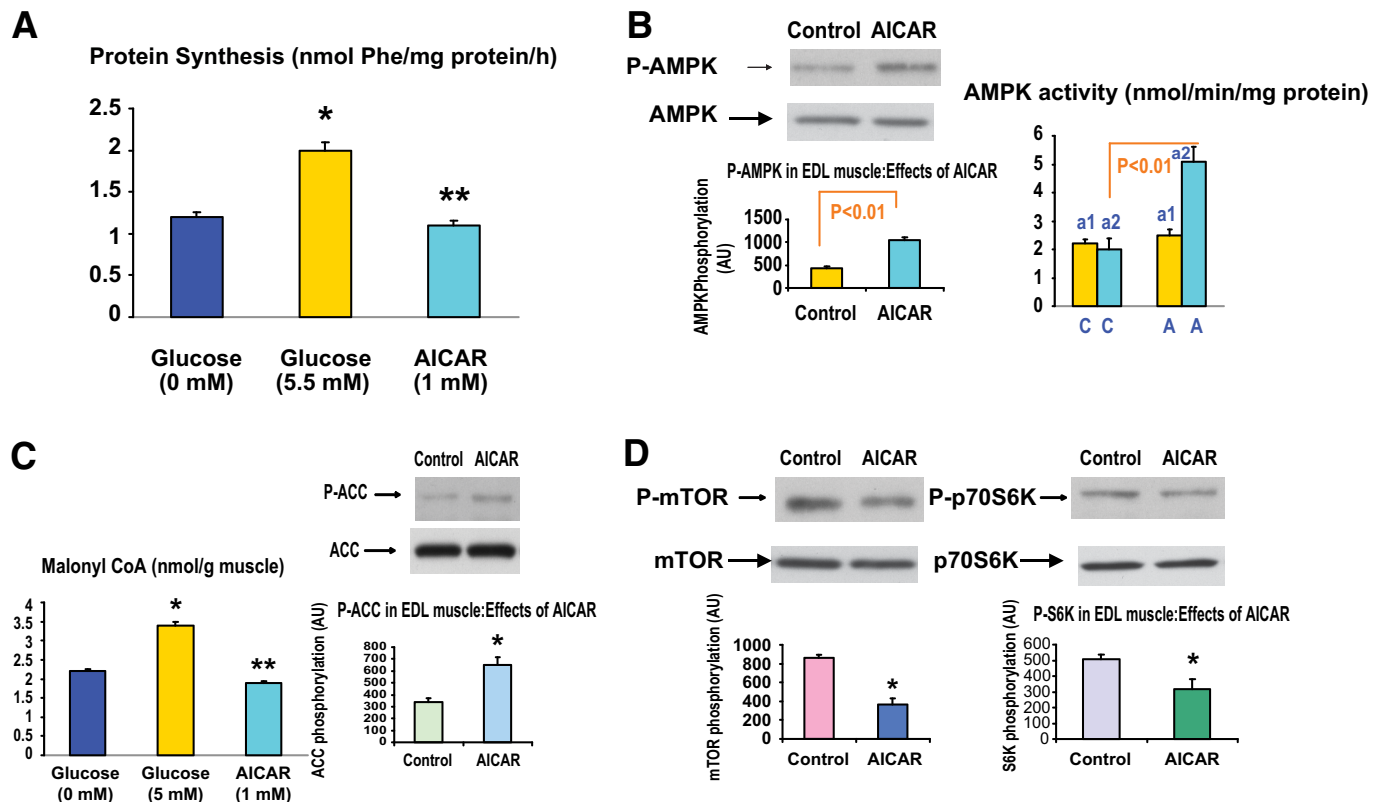 A
Protein Synthesis (nmol Phe/mg protein/h)
2.5
2
1.5
1
0.5
0
*
**
Glucose
(0 mM)
Glucose
(5.5 mM)
AICAR
(1 mM)
B
Control AICAR
P-AMPK
AMPK
P-AMPK in EDL muscle:Effects of AICAR
AMPKPhosphorylation
(AU)
1500
1000
500
0
P<0.01
Control AICAR
AMPK activity (nmol/min/mg protein)
6
5
4
3
2
1
0
P<0.01
a1 a2
a1
a2
C C A A
C
Control AICAR
P-ACC
ACC
Malonyl CoA (nmol/g muscle)
4
3.5
3
2.5
2
1.5
1
0.5
0
*
**
Glucose
(0 mM)
Glucose
(5 mM)
AICAR
(1 mM)
P-ACC in EDL muscle:Effects of AICAR
ACC phosphorylation (AU)
800
700
600
500
400
300
200
100
0
*
Control AICAR
D
Control AICAR
P-mTOR
mTOR
mTOR phosphorylation (AU)
1000
800
600
400
200
0
*
Control AICAR
Control AICAR
P-p70S6K
p70S6K
P-S6K in EDL muscle:Effects of AICAR
S6K phosphorylation (AU)
600
500
400
300
200
100
0
*
Control AICAR